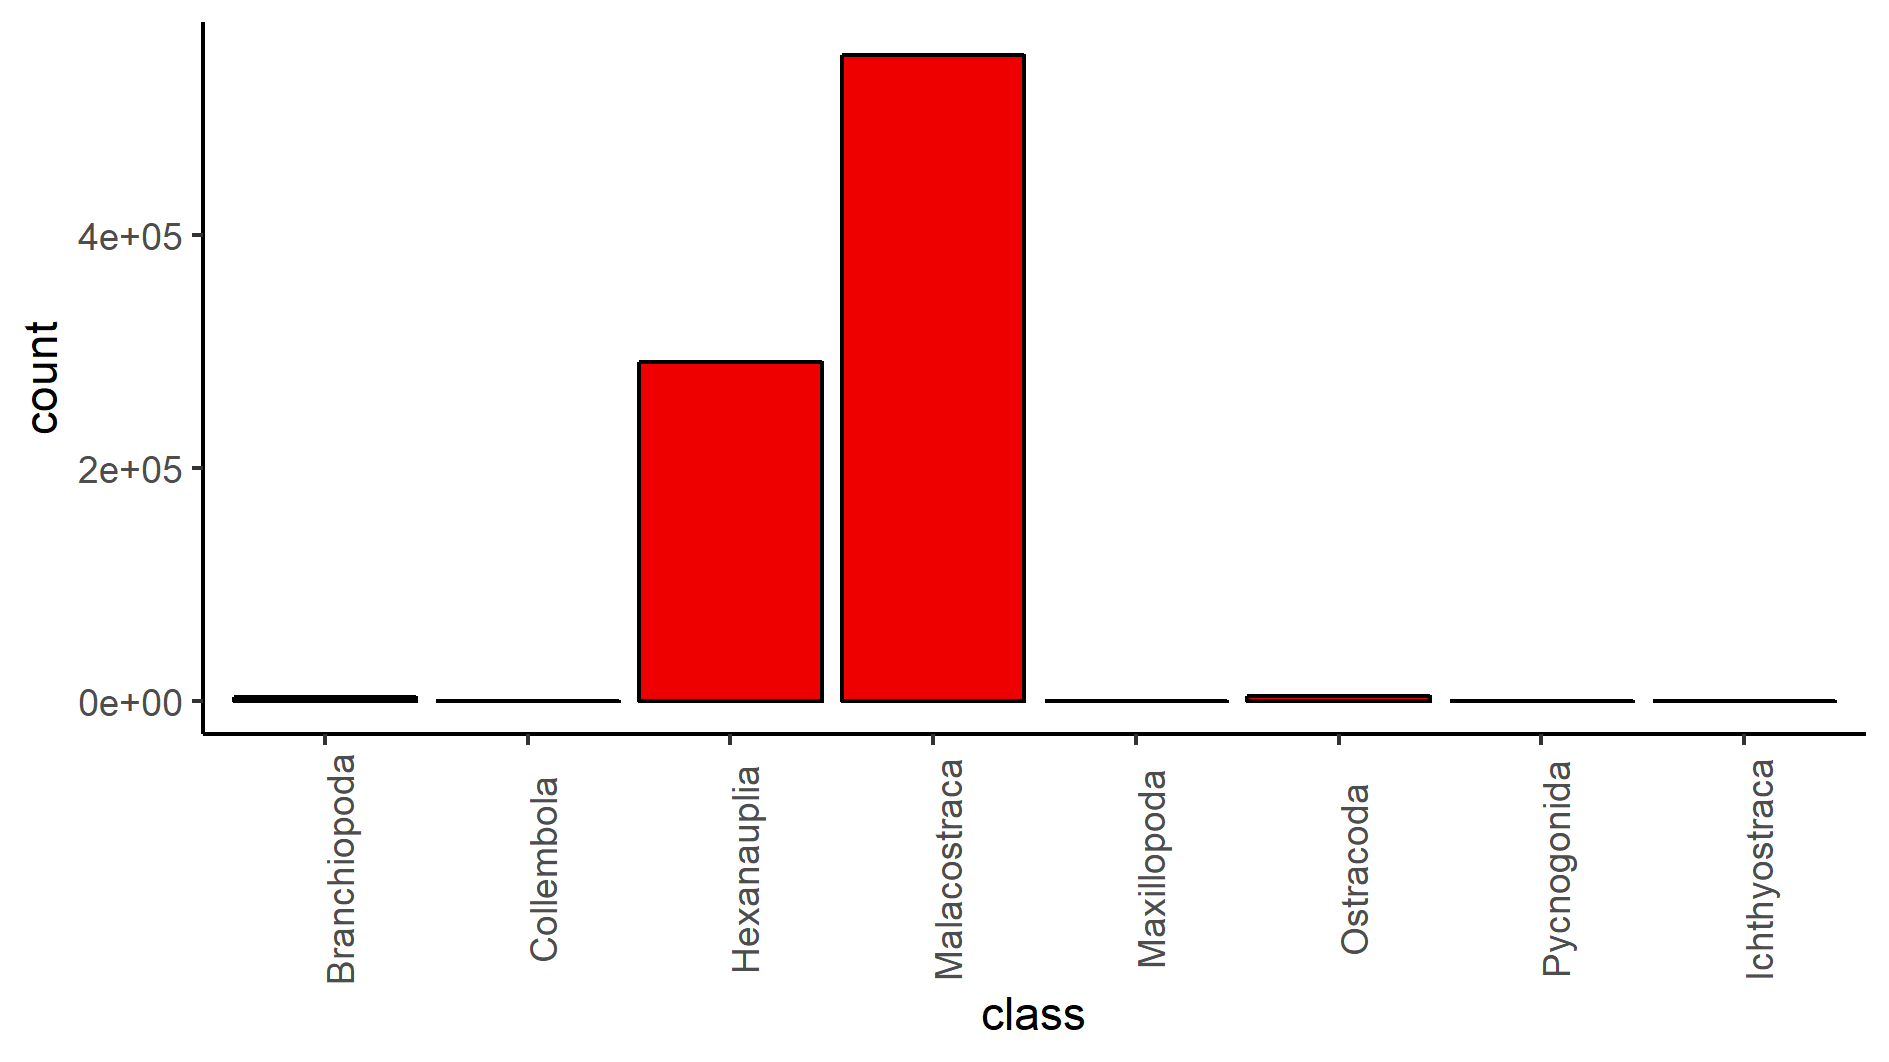 count
4e+05
2e+05
0e+00
Branchiopoda
Collembola
Hexanauplia
Malacostraca
Maxillopoda
Ostracoda
Pycnogonida
Ichthyostraca
class